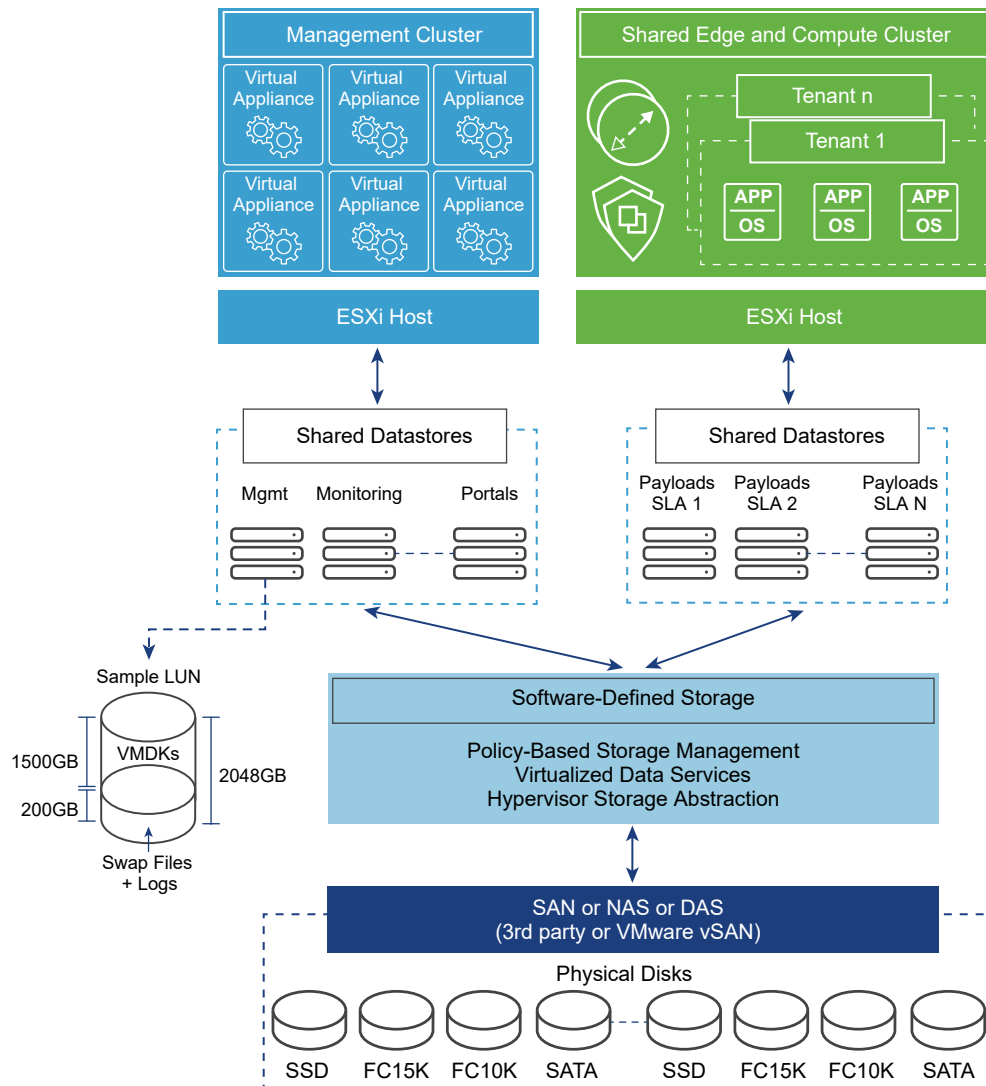 Management Cluster
Virtual Appliance
Virtual Appliance
Virtual Appliance
Virtual Appliance
Virtual Appliance
Virtual Appliance
ESXi Host
Shared Edge and Compute Cluster
Tenant n
Tenant 1
APP
OS
APP
OS
APP
OS
ESXi Host
Shared Datastores
Mgmt
Monitoring
Portals
Shared Datastores
Payloads
SLA 1
Payloads
SLA 2
Payloads
SLA N
Sample LUN
VMDKs
1500GB
200GB
2048GB
Swap Files
+ Logs
Software-Defined Storage
Policy-Based Storage Management
Virtualized Data Services
Hypervisor Storage Abstraction
SAN or NAS or DAS
(3rd party or VMware vSAN)
Physical Disks
SSD
FC15K
FC10K
SATA
SSD
FC15K
FC10K
SATA